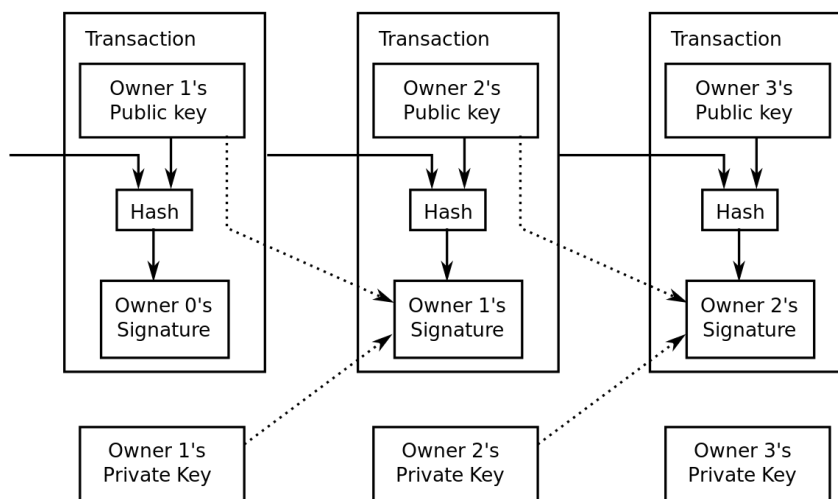 Transaction
Owner 1's
Public key
Hash
Owner 0's
Signature
Transaction
Owner 2's
Public key
Hash
Owner 1's
Signature
Transaction
Owner 3's
Public key
Hash
Owner 2's
Signature
Owner 1's
Private Key
Owner 2's
Private Key
Owner 3's
Private Key